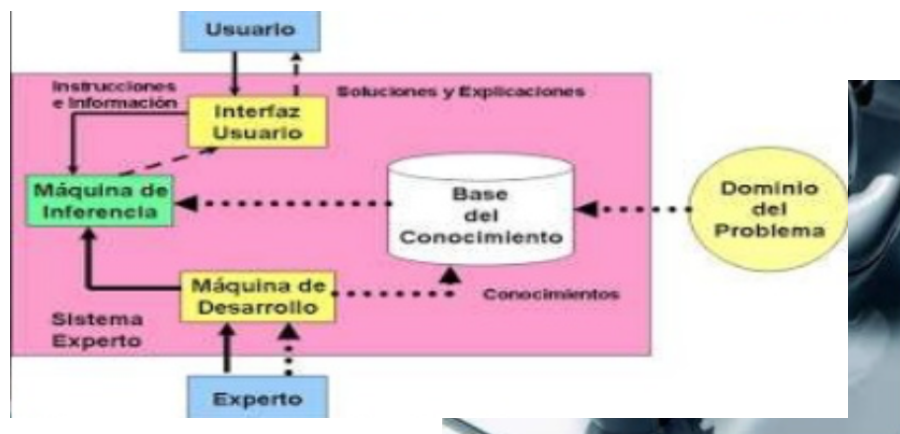 Usuario
Instrucciones
e Información
Soluciones y Explicaciones
Interfaz
Usuario
Máquina de
Inferencia
Base
del
Conocimiento
Dominio
del
Problema
Máquina de
Desarrollo
Conocimientos
Sistema
Experto
Experto